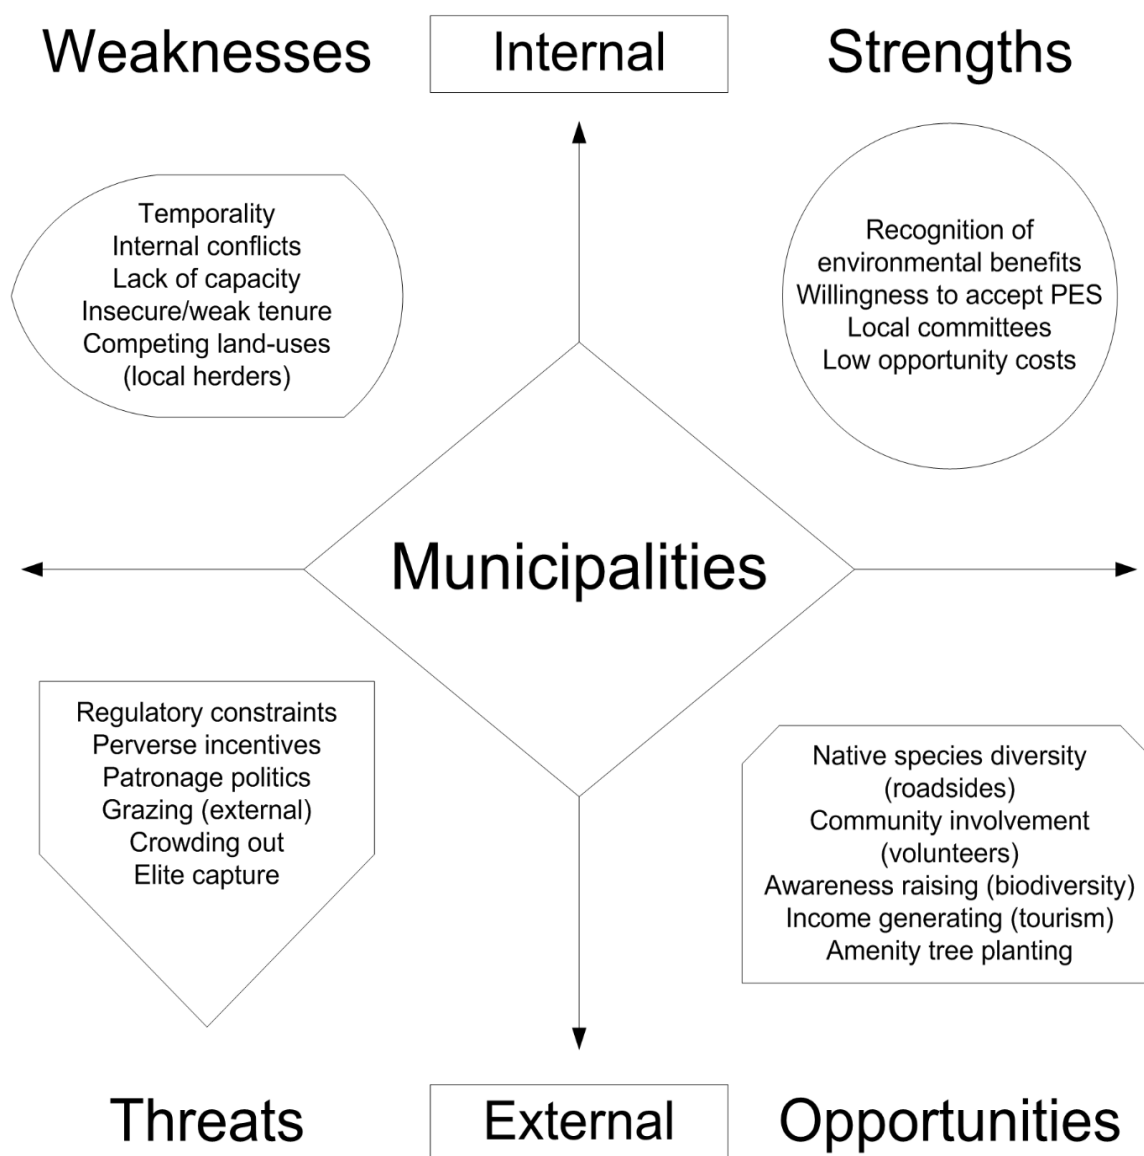 Weaknesses
Internal
Strengths
Temporality
Internal conflicts
Lack of capacity
Insecure/weak tenure
Competing land-uses
(local herders)
Recognition of
environmental benefits
Willingness to accept PES
Local committees
Low opportunity costs
Municipalities
Regulatory constraints
Perverse incentives
Patronage politics
Grazing (external)
Crowding out
Elite capture
Native species diversity
(roadsides)
Community involvement
(volunteers)
Awareness raising (biodiversity)
Income generating (tourism)
Amenity tree planting
Threats
External
Opportunities